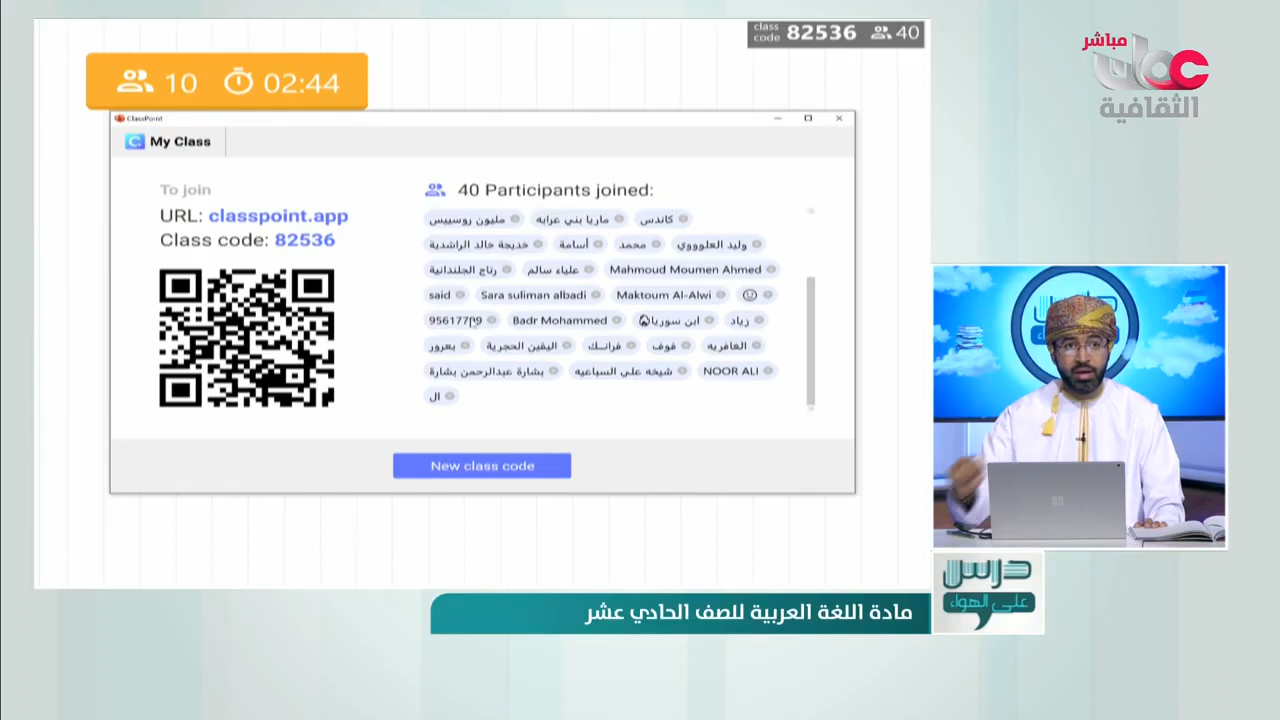 class code 82536 40
مباشر
عمان
الثقافية
10 02:44
ClassPoint
My Class
To join
URL: classpoint.app
Class code: 82536
40 Participants joined:
مليون روسييس ماريا بني عرابه كاندس
خديجة خالد الراشدية أسامة محمد وليد العلوووي
رتاج الجلندانية علياء سالم Mahmoud Moumen Ahmed
said Sara suliman albadi Maktoum Al-Alwi
Badr Mohammed ابن سوريا زياد
بعرور اليقين الحجرية فرانــك فوف الغافريه
بشارة عبدالرحمن بشارة شيخه علي السباعيه NOOR ALI
ال
New class code
درس
على الهواء
مادة اللغة العربية للصف الحادي عشر